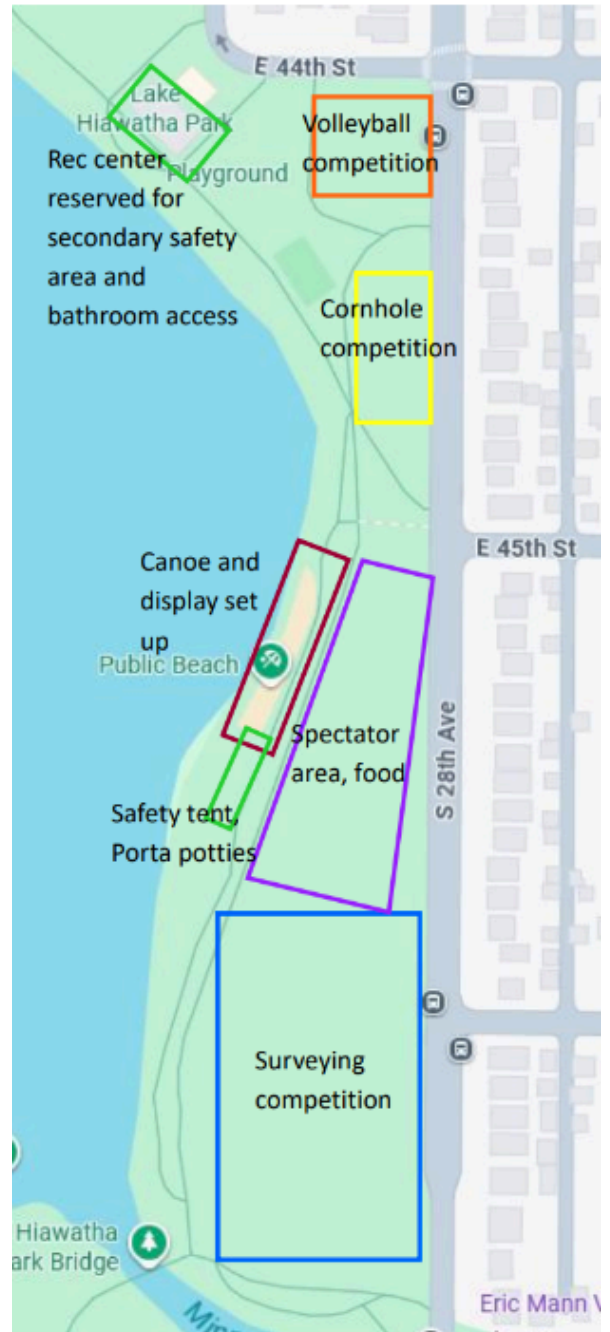 E 44th St
Lake
Hiawatha Park
Volleyball
competition
Rec center
reserved for
secondary safety
area and
bathroom access
Playground
Cornhole
competition
E 45th St
Canoe and
display set
up
Public Beach
Spectator
area, food
S 28th Ave
Safety tent,
Porta potties
Surveying
competition
Hiawatha
ark Bridge
Eric Mann V